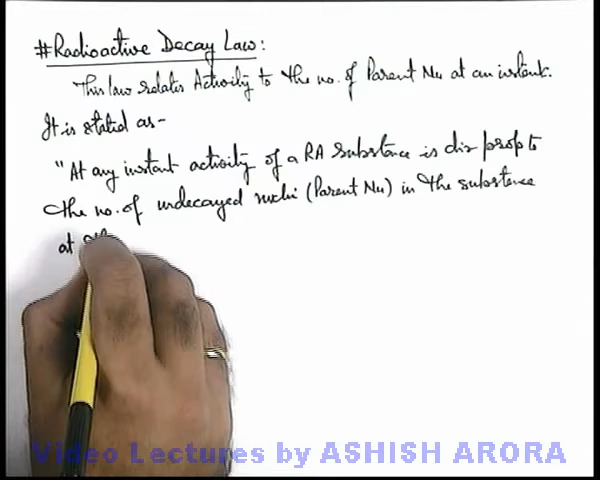 # Radioactive Decay Law :
This law relates Activity to the no. of Parent Nu at an instant.
It is stated as -
"At any instant activity of a RA substance is dir prop to
the no. of undecayed nuclei (Parent Nu) in the substance
at
Video Lectures by ASHISH ARORA